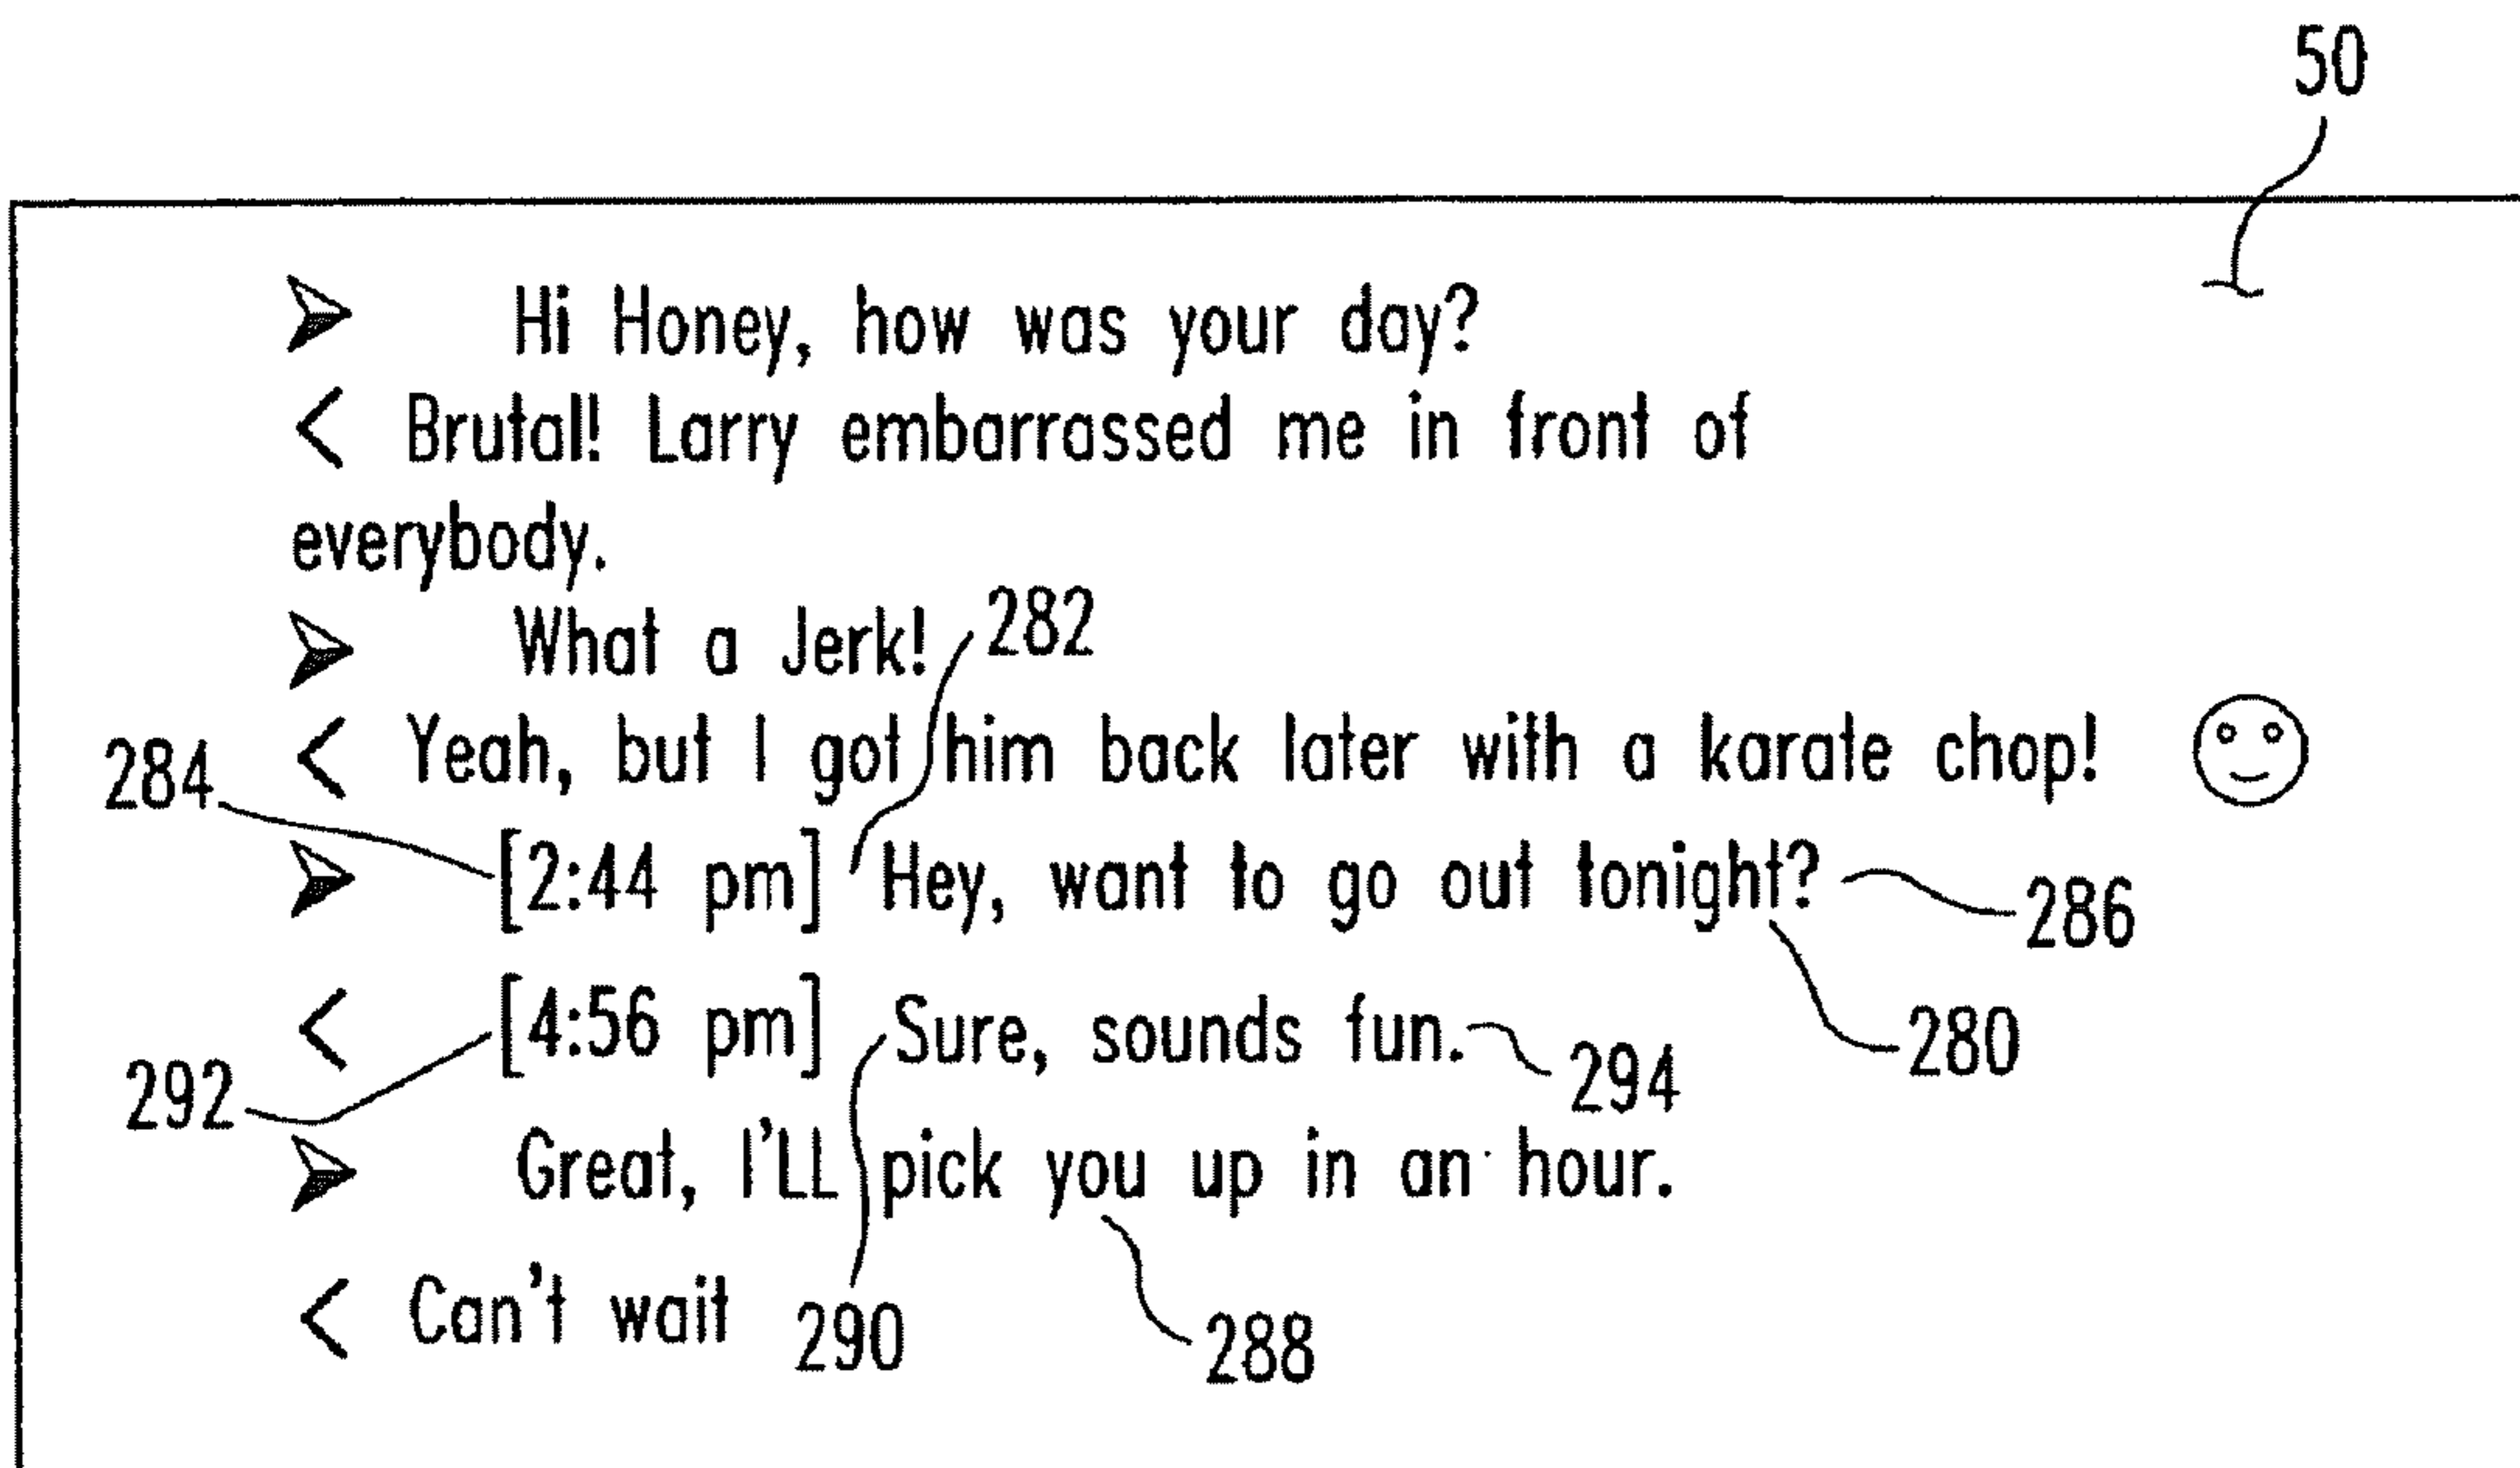 50
➢ Hi Honey, how was your day?
< Brutal! Larry embarrassed me in front of
everybody.
➢ What a Jerk!
282
< Yeah, but I got him back later with a karate chop!
284
➢ [2:44 pm] Hey, want to go out tonight?
286
< [4:56 pm] Sure, sounds fun.
280
294
292
➢ Great, I'LL pick you up in an hour.
< Can't wait
290
288